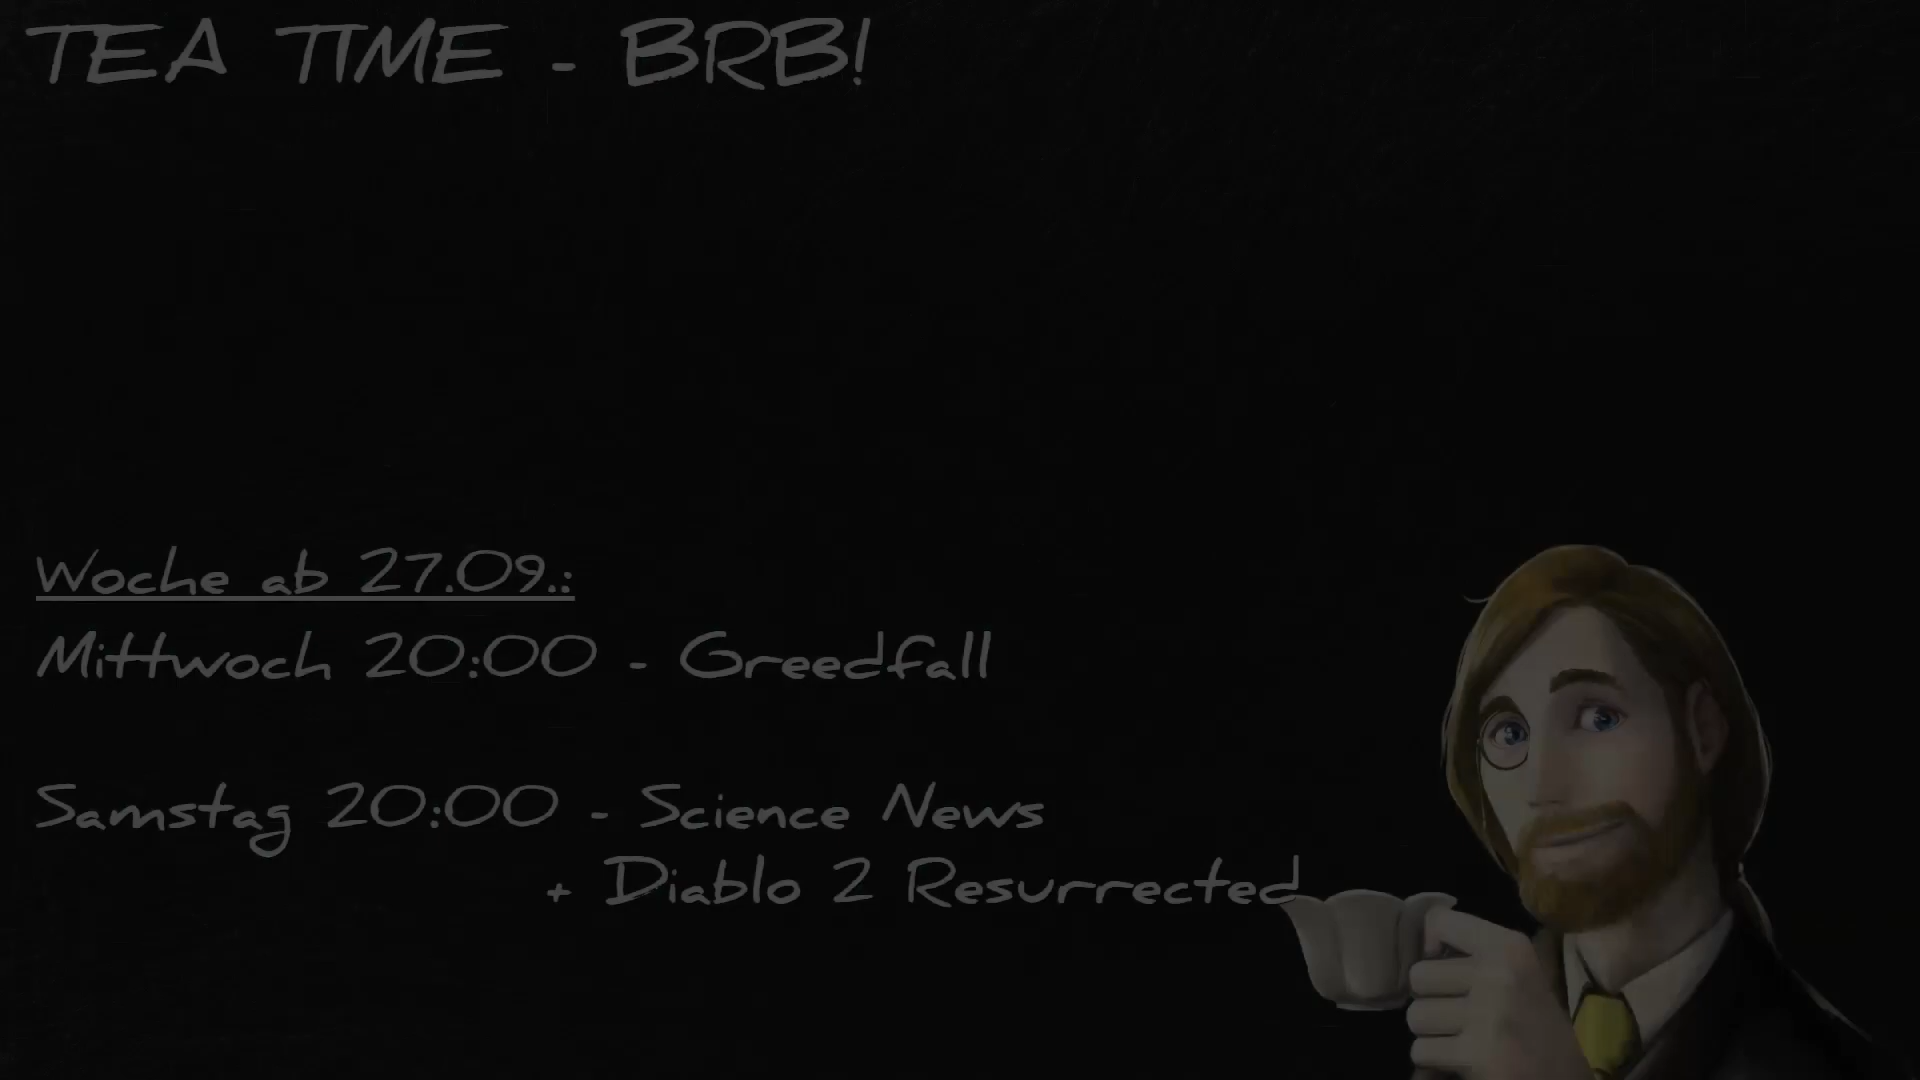 TEA TIME - BRB!
Woche ab 27.09.:
Mittwoch 20:00 - Greedfall
Samstag 20:00 - Science News
+ Diablo 2 Resurrected